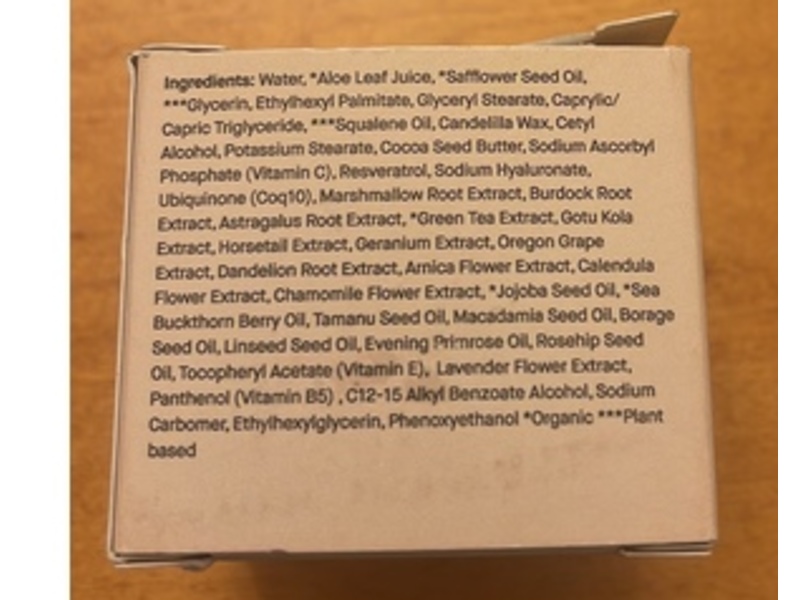 Ingredients: Water, *Aloe Leaf Juice, *Safflower Seed Oil,
***Glycerin, Ethylhexyl Palmitate, Glyceryl Stearate, Caprylic/
Capric Triglyceride, ***Squalene Oil, Candelilla Wax, Cetyl
Alcohol, Potassium Stearate, Cocoa Seed Butter, Sodium Ascorbyl
Phosphate (Vitamin C), Resveratrol, Sodium Hyaluronate,
Ubiquinone (Coq10), Marshmallow Root Extract, Burdock Root
Extract, Astragalus Root Extract, *Green Tea Extract, Gotu Kola
Extract, Horsetail Extract, Geranium Extract, Oregon Grape
Extract, Dandelion Root Extract, Arnica Flower Extract, Calendula
Flower Extract, Chamomile Flower Extract, *Jojoba Seed Oil, *Sea
Buckthorn Berry Oil, Tamanu Seed Oil, Macadamia Seed Oil, Borage
Seed Oil, Linseed Seed Oil, Evening Primrose Oil, Rosehip Seed
Oil, Tocopheryl Acetate (Vitamin E), Lavender Flower Extract,
Panthenol (Vitamin B5) , C12-15 Alkyl Benzoate Alcohol, Sodium
Carbomer, Ethylhexylglycerin, Phenoxyethanol *Organic ***Plant
based